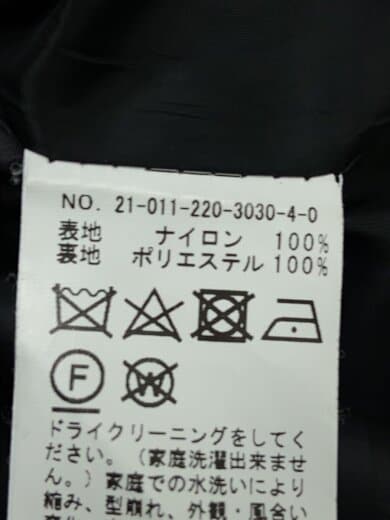 NO. 21-011-220-3030-4-0
表地 ナイロン 100%
裏地 ポリエステル 100%
F
W
ドライクリーニングをしてく
ださい。（家庭洗濯出来ませ
ん。）家庭での水洗いにより
縮み、型崩れ、外観・風合い